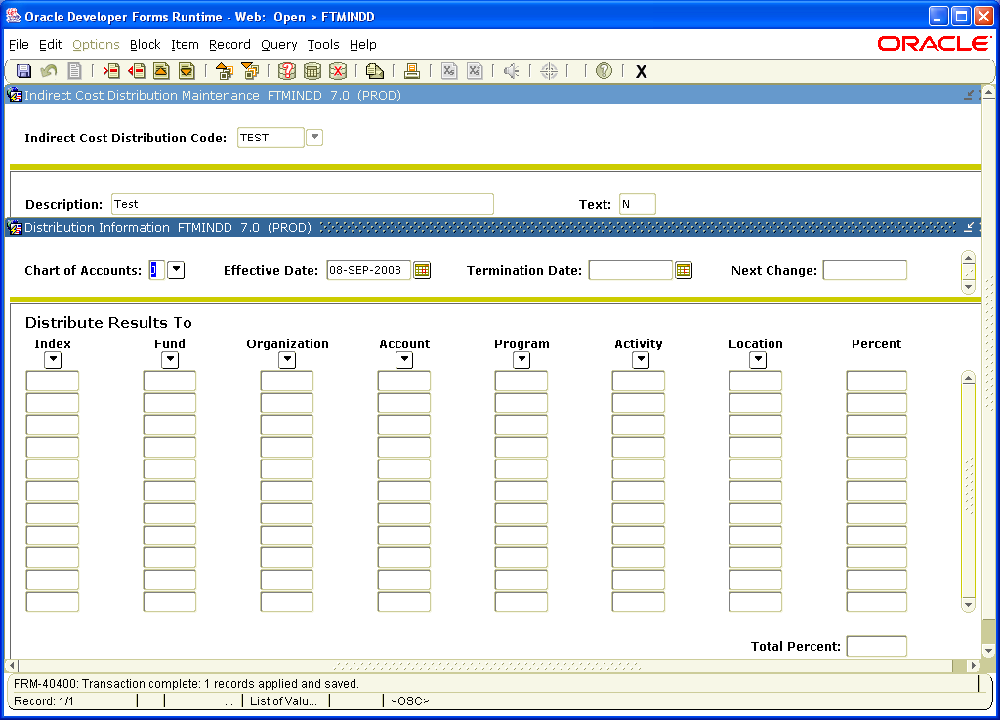 Oracle Developer Forms Runtime - Web: Open > FTMINDD
File Edit Options Block Item Record Query Tools Help
ORACLE
X
Indirect Cost Distribution Maintenance FTMINDD 7.0 (PROD)
Indirect Cost Distribution Code: TEST
Description: Test Text: N
Distribution Information FTMINDD 7.0 (PROD)
Chart of Accounts: J Effective Date: 08-SEP-2008 Termination Date: Next Change:
Distribute Results To
Index Fund Organization Account Program Activity Location Percent
Total Percent:
FRM-40400: Transaction complete: 1 records applied and saved.
Record: 1/1 ... List of Valu... <OSC>